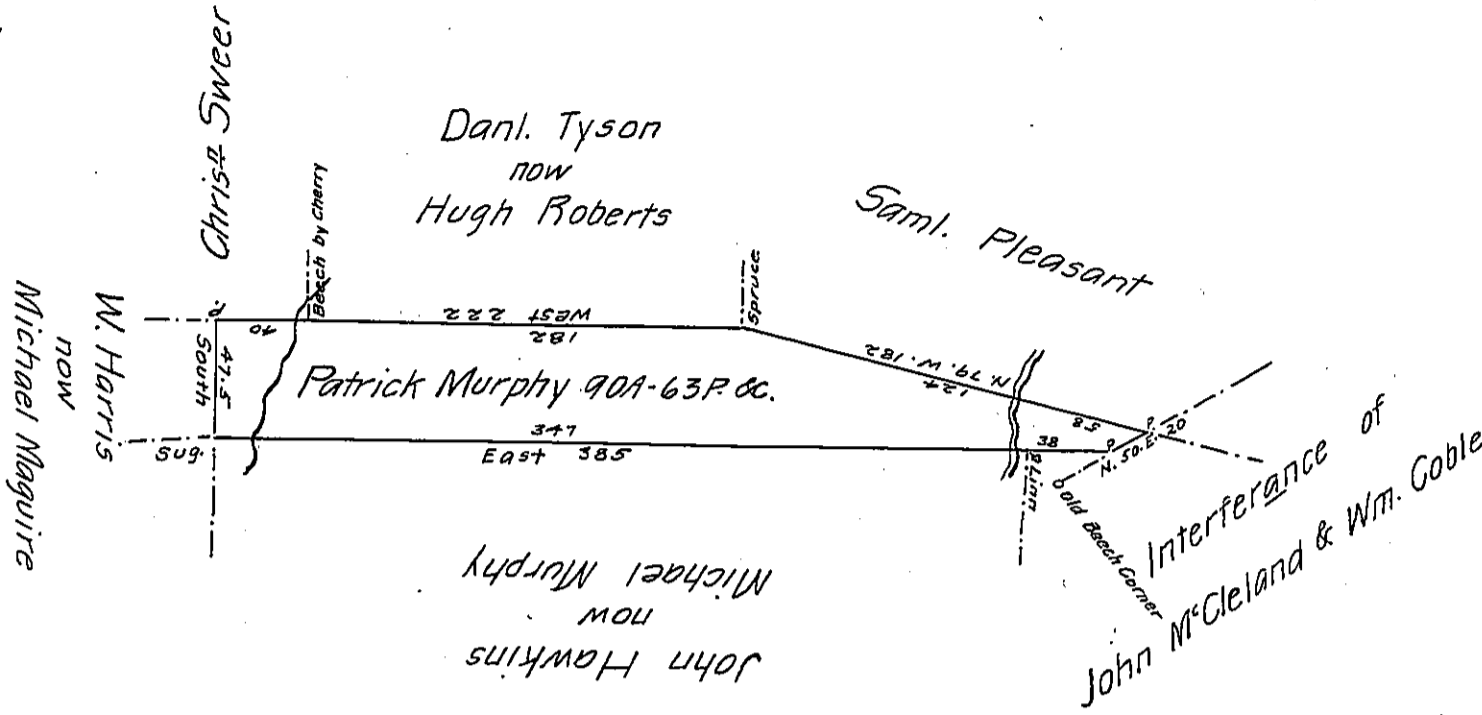 Chrisn Sweer
Danl. Tyson
now
Hugh Roberts
Saml. Pleasant
W. Harris
now
Michael Maguire
Beech by Cherry
Spruce
P.
40
West 222
182
N. 79. W. 182
124
58
South
47.5
Patrick Murphy 90A-63P. &c.
347
East 385
38
Sug.
Linn
P
P
N. 50. E. 20
Old Beech Corner
Interferance of
John McCleland & Wm. Coble
John Hawkins
now
Michael Murphy